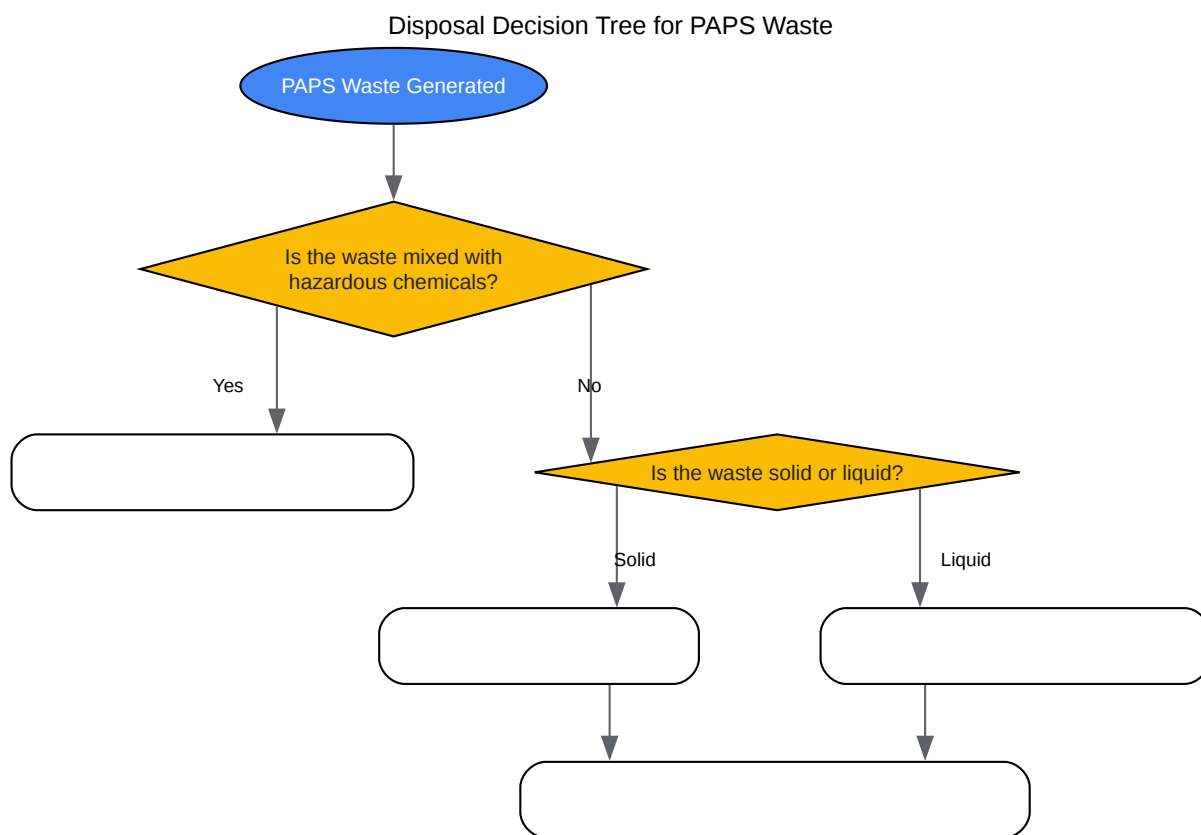 Disposal Decision Tree for PAPS Waste
PAPS Waste Generated
Is the waste mixed with
hazardous chemicals?
Yes
No
Is the waste solid or liquid?
Solid
Liquid